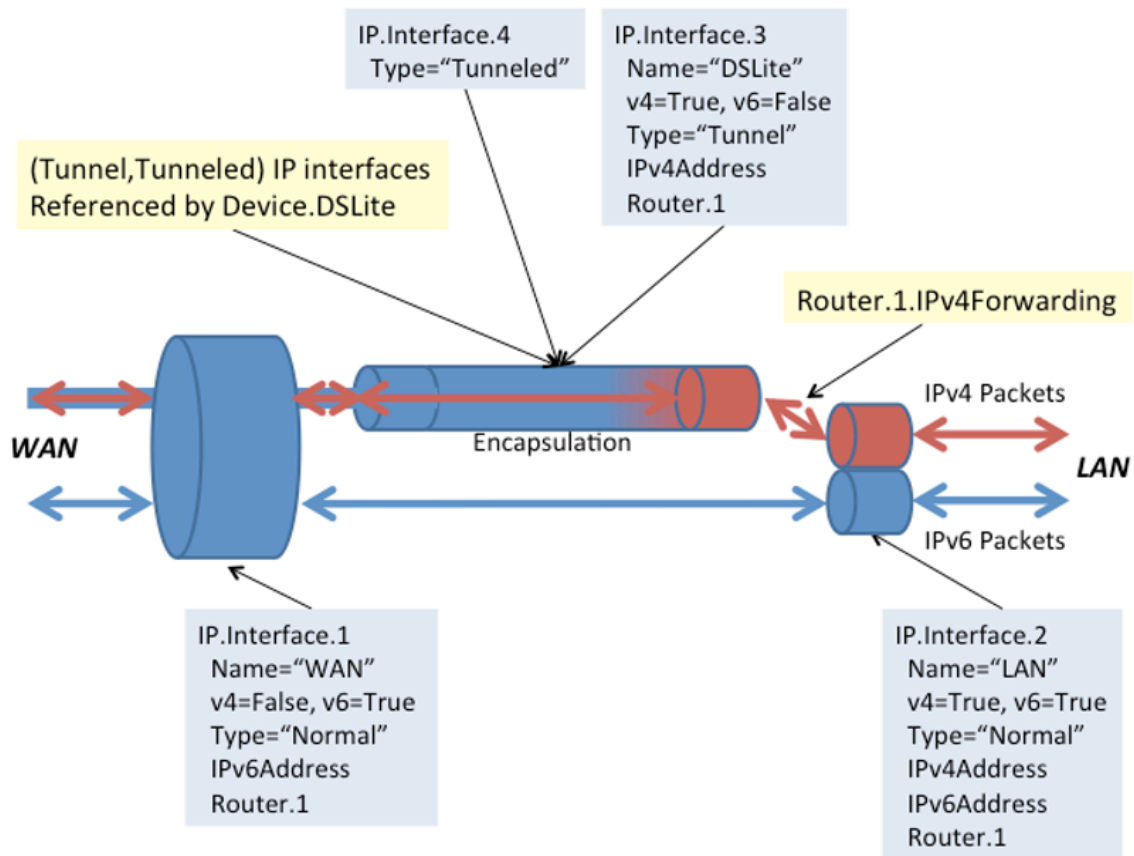 IP.Interface.4
Type=“Tunneled”
IP.Interface.3
Name=“DSLite”
v4=True, v6=False
Type=“Tunnel”
IPv4Address
Router.1
(Tunnel,Tunneled) IP interfaces
Referenced by Device.DSLite
Router.1.IPv4Forwarding
IPv4 Packets
Encapsulation
WAN
LAN
IPv6 Packets
IP.Interface.1
Name=“WAN”
v4=False, v6=True
Type=“Normal”
IPv6Address
Router.1
IP.Interface.2
Name=“LAN”
v4=True, v6=True
Type=“Normal”
IPv4Address
IPv6Address
Router.1